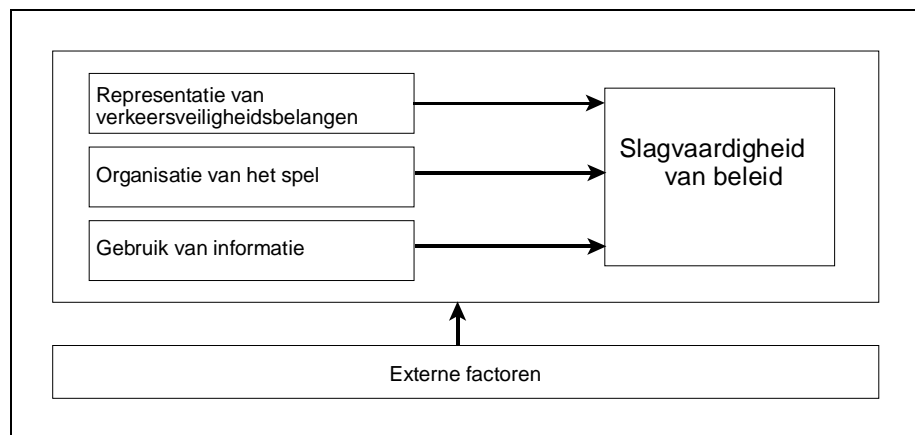 Representatie van
verkeersveiligheidsbelangen
Organisatie van het spel
Gebruik van informatie
Slagvaardigheid
van beleid
Externe factoren